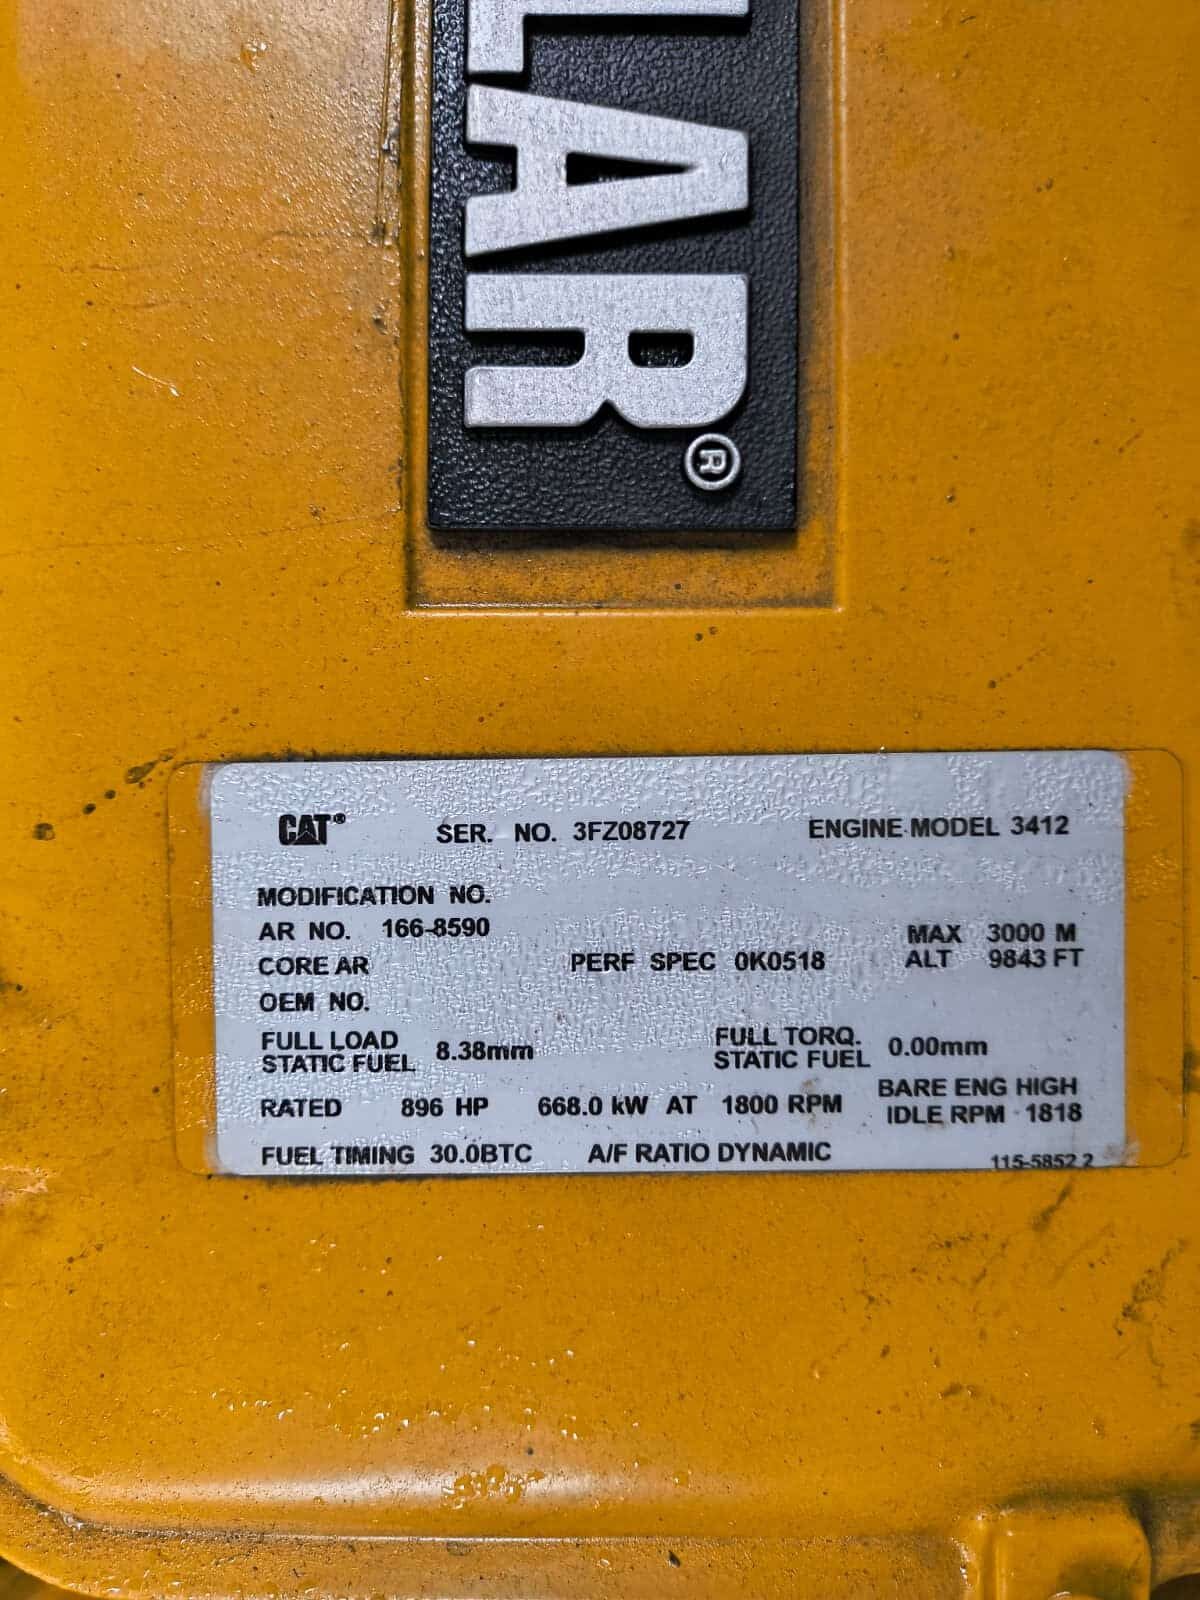 LAR®
CAT® SER. NO. 3FZ08727 ENGINE MODEL 3412
MODIFICATION NO.
AR NO. 166-8590
MAX 3000 M
CORE AR PERF SPEC 0K0518 ALT 9843 FT
OEM NO.
FULL LOAD FULL TORQ.
STATIC FUEL 8.38mm STATIC FUEL 0.00mm
BARE ENG HIGH
RATED 896 HP 668.0 kW AT 1800 RPM IDLE RPM 1818
FUEL TIMING 30.0BTC A/F RATIO DYNAMIC
115-5852 2